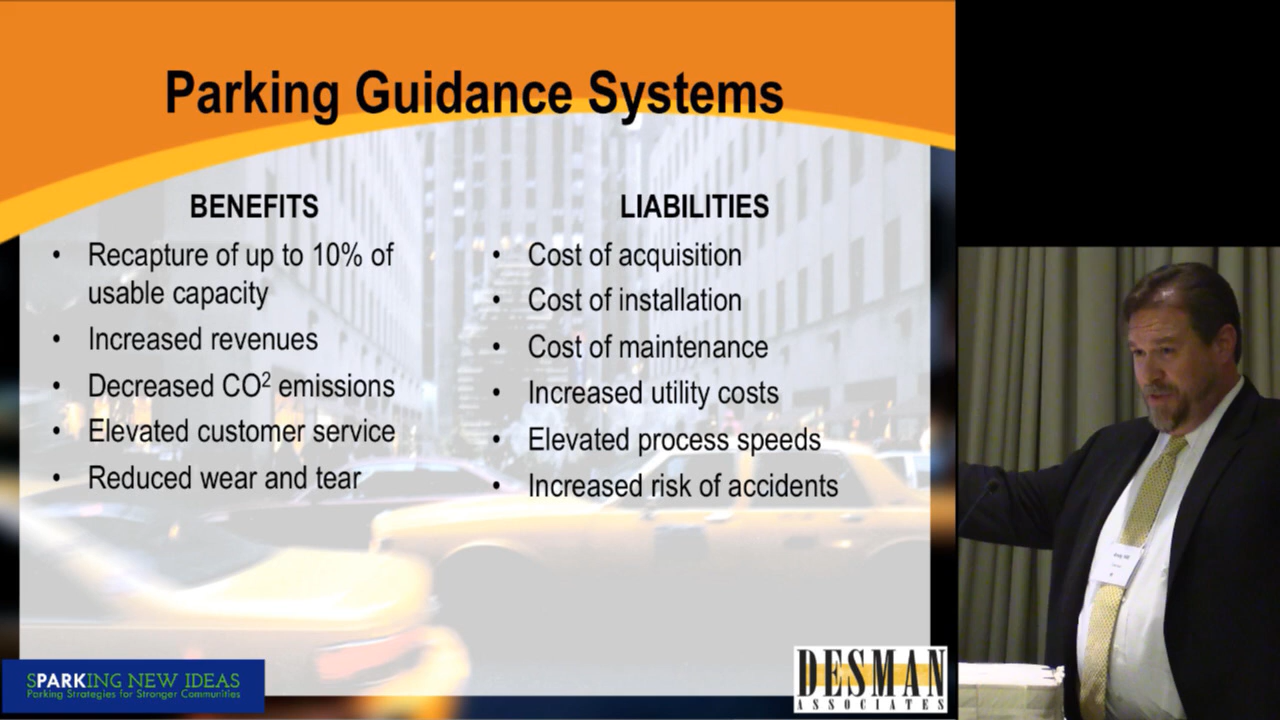 Parking Guidance Systems
BENEFITS
• Recapture of up to 10% of
usable capacity
• Increased revenues
• Decreased CO² emissions
• Elevated customer service
• Reduced wear and tear
LIABILITIES
• Cost of acquisition
• Cost of installation
• Cost of maintenance
• Increased utility costs
• Elevated process speeds
• Increased risk of accidents
SPARKING NEW IDEAS
Parking Strategies for Stronger Communities
DESMAN
ASSOCIATES